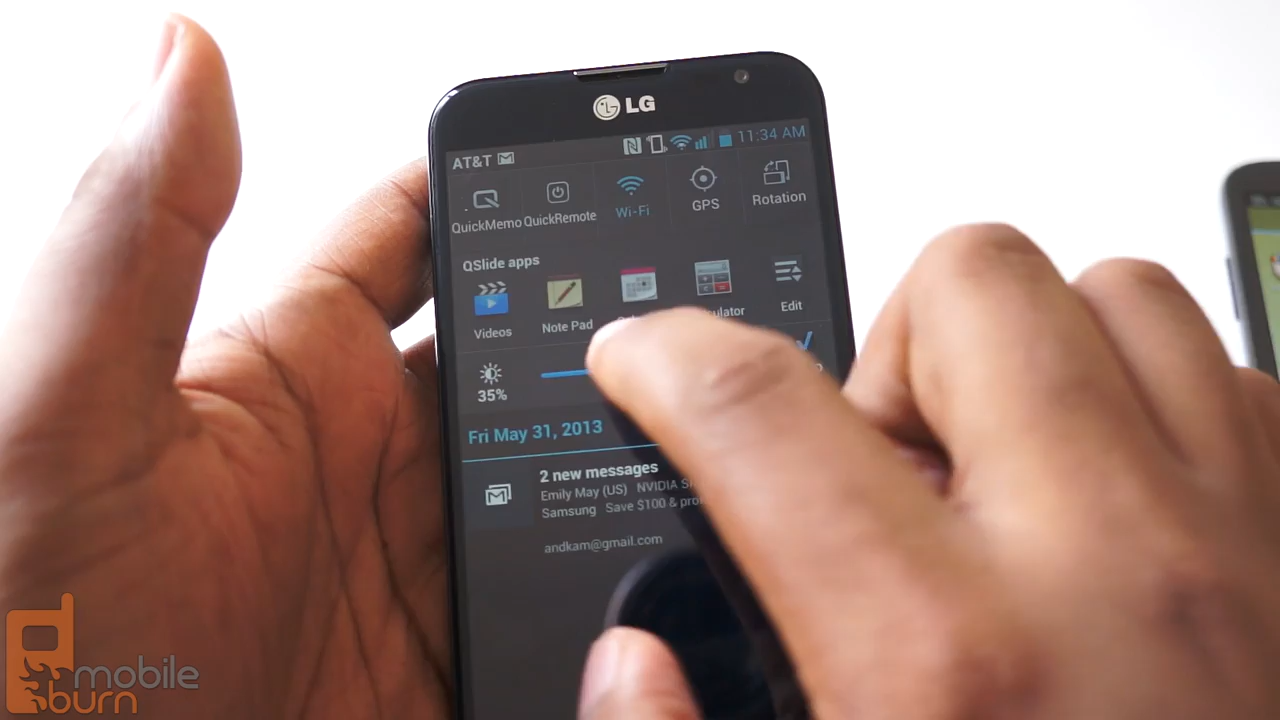 LG
AT&T
11:34 AM
QuickMemo
QuickRemote
Wi-Fi
GPS
Rotation
QSlide apps
Videos
Note Pad
Edit
35%
Fri May 31, 2013
2 new messages
Emily May (US) NVIDIA
Samsung Save $100 &
andkam@gmail.com
mobile
burn